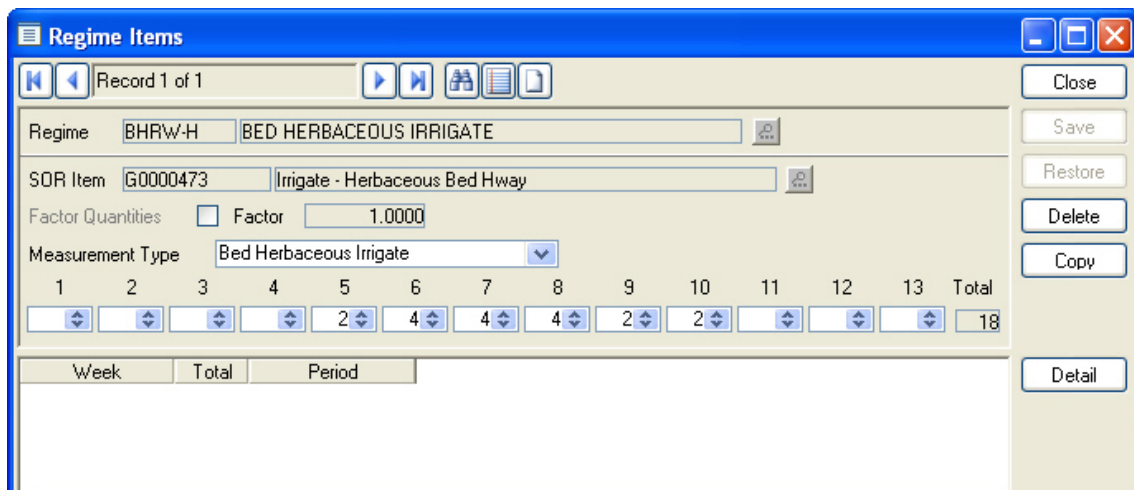 Regime Items
Record 1 of 1
Close
Regime BHRW-H BED HERBACEOUS IRRIGATE
Save
SOR Item G0000473 Irrigate - Herbaceous Bed Hway
Restore
Factor Quantities Factor 1.0000
Delete
Measurement Type Bed Herbaceous Irrigate
Copy
1 2 3 4 5 6 7 8 9 10 11 12 13 Total
2 4 4 4 2 2 18
Week Total Period
Detail